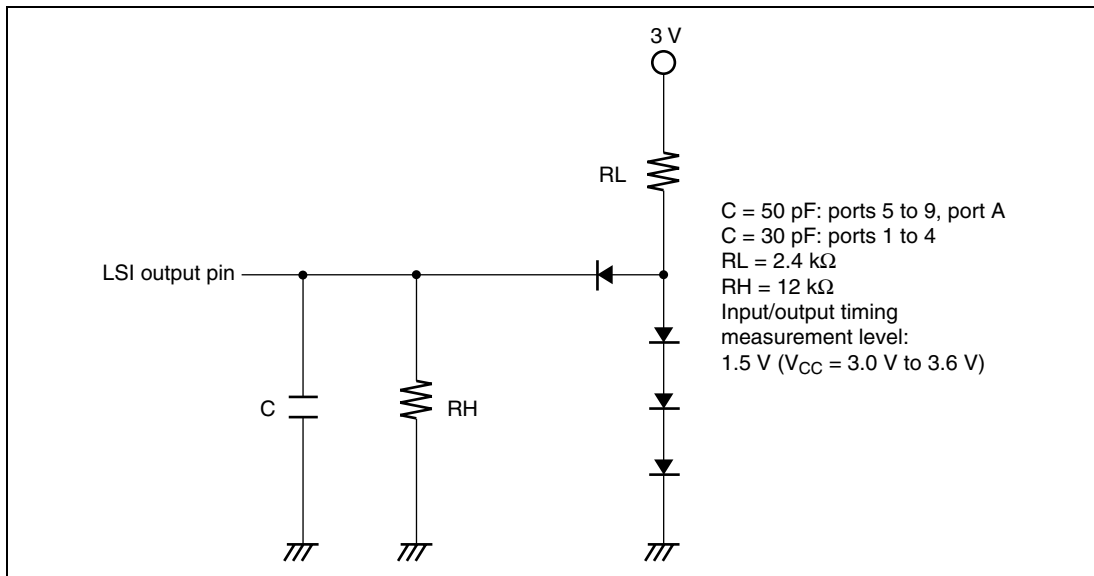 3 V
RL
LSI output pin
C
RH
C = 50 pF: ports 5 to 9, port A
C = 30 pF: ports 1 to 4
RL = 2.4 kΩ
RH = 12 kΩ
Input/output timing
measurement level:
1.5 V (VCC = 3.0 V to 3.6 V)